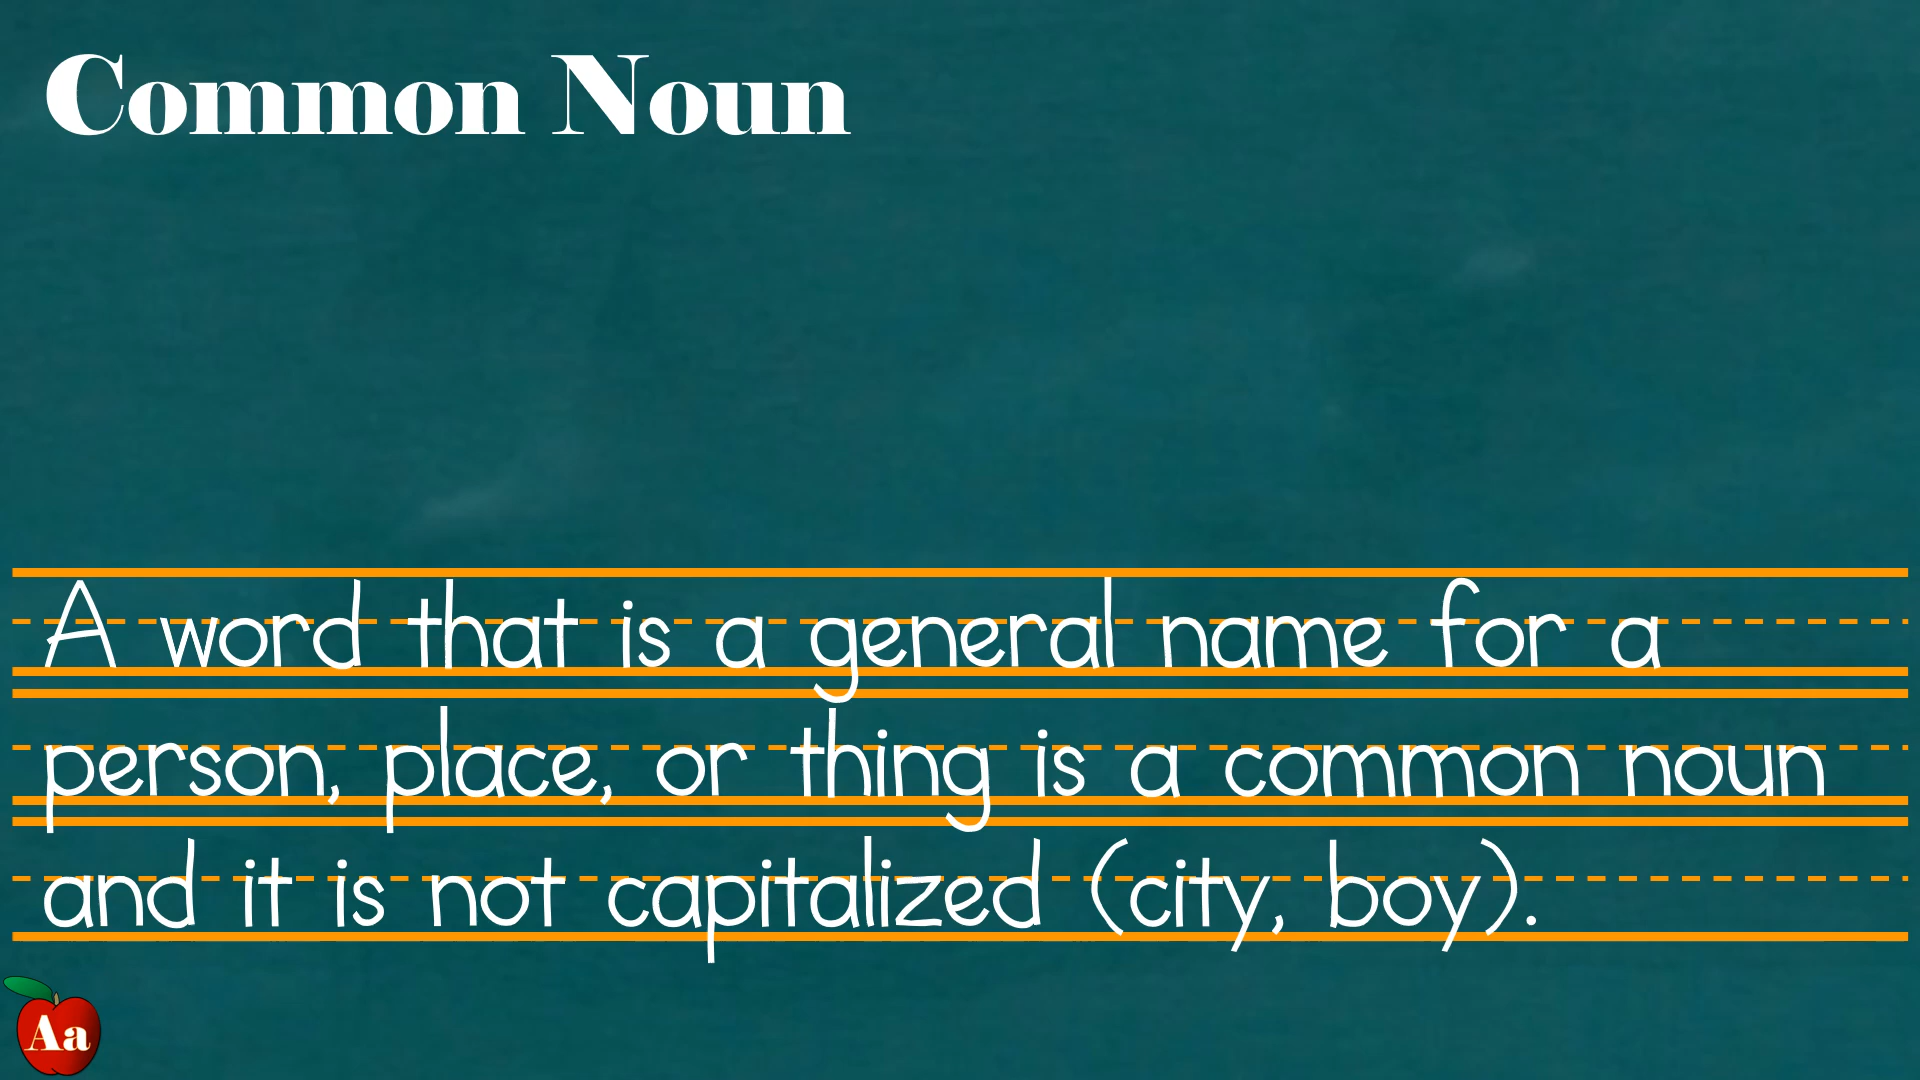 Common Noun
A word that is a general name for a
person, place, or thing is a common noun
and it is not capitalized (city, boy).
Aa